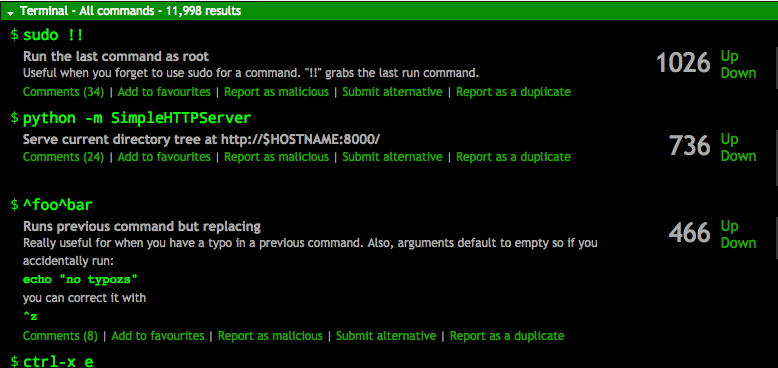 Terminal - All commands - 11,998 results
$ sudo !!
Run the last command as root
Useful when you forget to use sudo for a command. "!!" grabs the last run command.
1026 Up
Down
Comments (34) | Add to favourites | Report as malicious | Submit alternative | Report as a duplicate
$ python -m SimpleHTTPServer
Serve current directory tree at http://$HOSTNAME:8000/
736 Up
Down
Comments (24) | Add to favourites | Report as malicious | Submit alternative | Report as a duplicate
$ ^foo^bar
Runs previous command but replacing
Really useful for when you have a typo in a previous command. Also, arguments default to empty so if you
accidentally run:
466 Up
Down
echo "no typozs"
you can correct it with
^z
Comments (8) | Add to favourites | Report as malicious | Submit alternative | Report as a duplicate
$ ctrl-x e